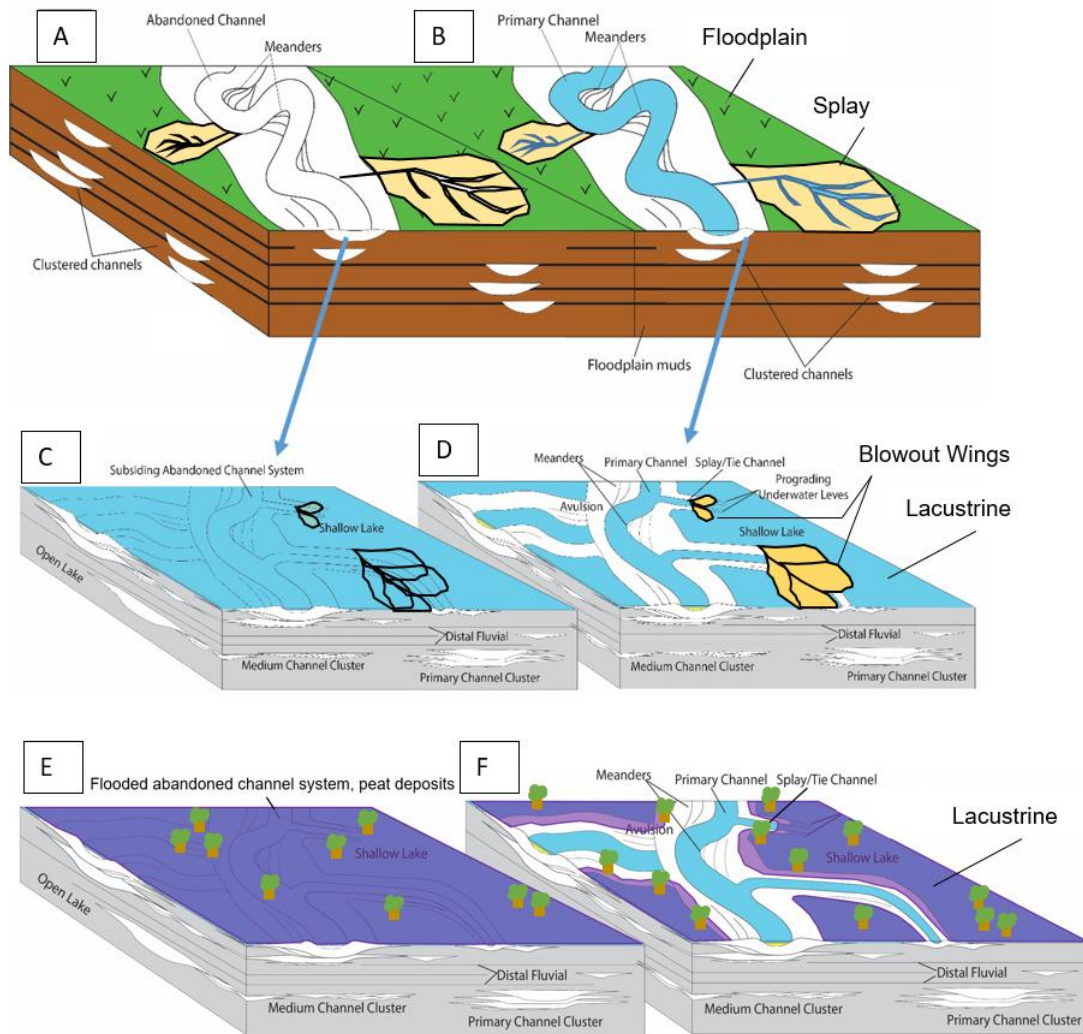 A
Abandoned Channel
Meanders
B
Primary Channel
Meanders
Floodplain
Splay
Clustered channels
Floodplain muds
Clustered channels
C
Subsiding Abandoned Channel System
Shallow Lake
Open Lake
Distal Fluvial
Medium Channel Cluster
Primary Channel Cluster
D
Meanders
Primary Channel
Splay/Tie Channel
Avulsion
Prograding
Underwater Leves
Shallow Lake
Blowout Wings
Lacustrine
Distal Fluvial
Medium Channel Cluster
Primary Channel Cluster
E
Flooded abandoned channel system, peat deposits
Shallow Lake
Open Lake
Distal Fluvial
Medium Channel Cluster
Primary Channel Cluster
F
Meanders
Primary Channel
Splay/Tie Channel
Avulsion
Shallow Lake
Lacustrine
Distal Fluvial
Medium Channel Cluster
Primary Channel Cluster